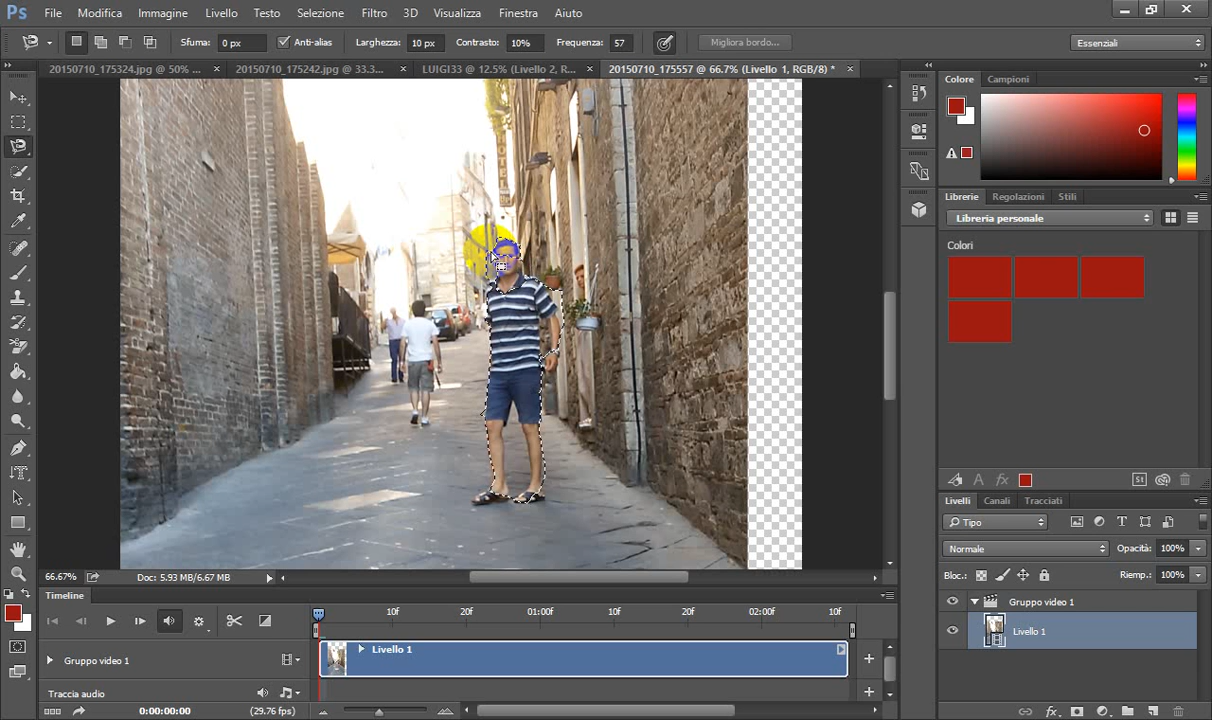 Ps File Modifica Immagine Livello Testo Selezione Filtro 3D Visualizza Finestra Aiuto
Sfuma: 0 px Anti-alias Larghezza: 10 px Contrasto: 10% Frequenza: 57 Migliora bordo... Essenziali
20150710_175324.jpg @ 50% ... × 20150710_175242.jpg @ 33.3... × LUIGI33 @ 12.5% (Livello 2, R... × 20150710_175557 @ 66.7% (Livello 1, RGB/8) * ×
Colore Campioni
Librerie Regolazioni Stili
Libreria personale
Colori
St
Livelli Canali Tracciati
Tipo
Normale Opacità: 100%
Bloc.: Riemp.: 100%
Gruppo video 1
Livello 1
66.67% Doc: 5.93 MB/6.67 MB
Timeline
10f 20f 01:00f 10f 20f 02:00f 10f
Gruppo video 1 Livello 1
Traccia audio
0:00:00:00 (29.76 fps)